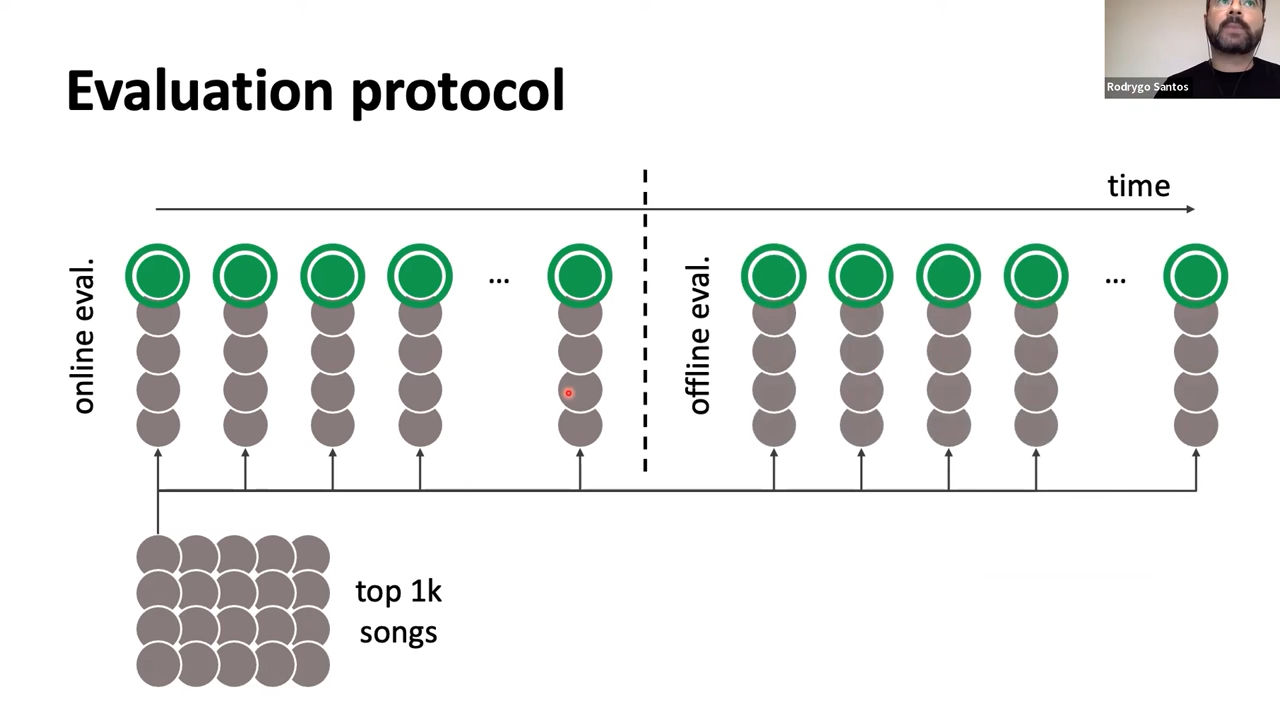 Evaluation protocol
Rodrygo Santos
time
online eval.
...
offline eval.
...
top 1k
songs